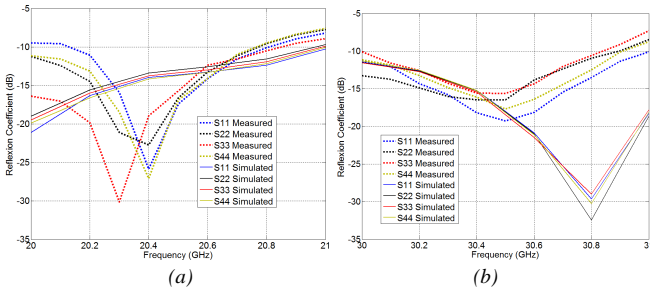 -5
-10
-15
-20
-25
-30
-35
Reflexion Coefficient (dB)
S11 Measured
S22 Measured
S33 Measured
S44 Measured
S11 Simulated
S22 Simulated
S33 Simulated
S44 Simulated
20 20.2 20.4 20.6 20.8 21
Frequency (GHz)
(a)
-5
-10
-15
-20
-25
-30
-35
Reflexion Coefficient (dB)
S11 Measured
S22 Measured
S33 Measured
S44 Measured
S11 Simulated
S22 Simulated
S33 Simulated
S44 Simulated
30 30.2 30.4 30.6 30.8 3
Frequency (GHz)
(b)